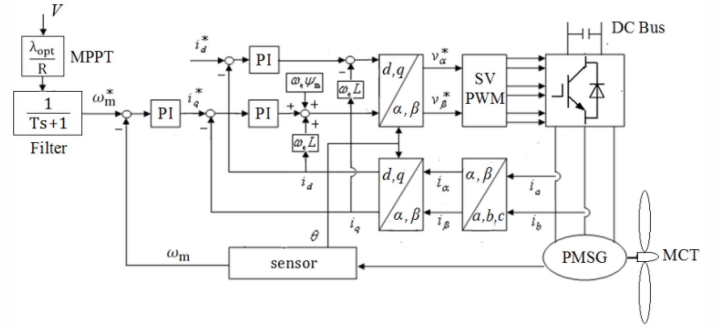 V
DC Bus
λopt
R
MPPT
i*d
PI
d,q
v*α
SV
PWM
1
Ts+1
Filter
ω*m
PI
i*q
PI
ωeψm
ωeL
α,β
v*β
ωeL
id
iq
d,q
α,β
iα
iβ
α,β
a,b,c
ia
ib
θ
ωm
sensor
PMSG
MCT